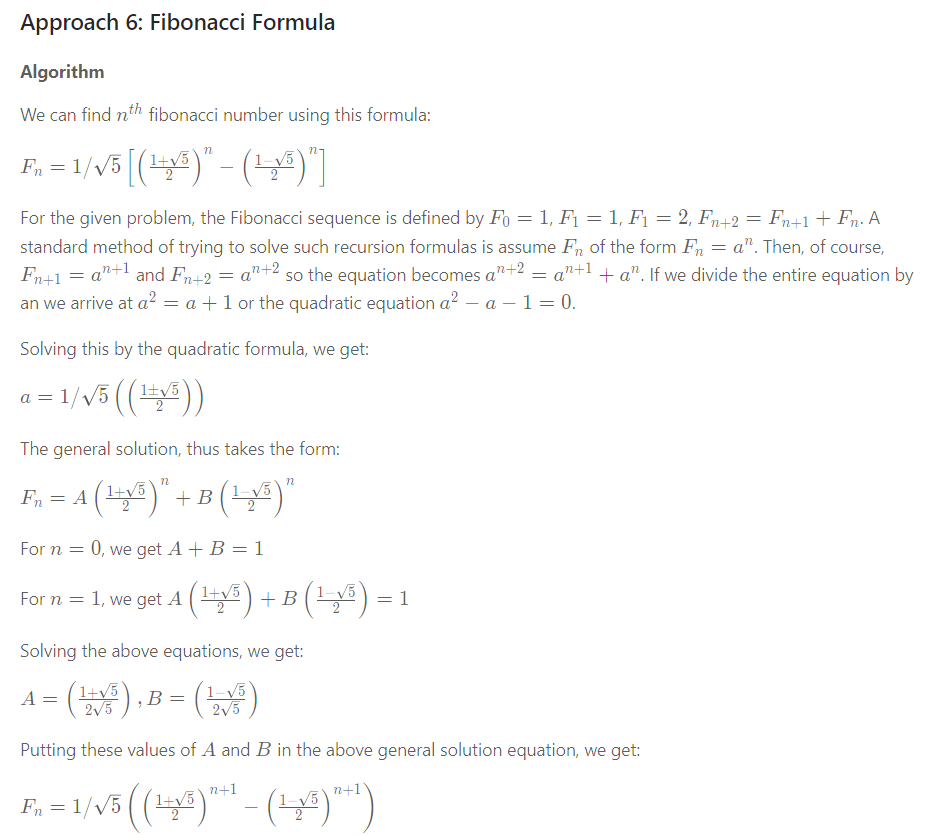 Approach 6: Fibonacci Formula
Algorithm
We can find $n^{th}$ fibonacci number using this formula:
$F_n = 1/\sqrt{5}\left[\left(\frac{1+\sqrt{5}}{2}\right)^n - \left(\frac{1-\sqrt{5}}{2}\right)^n\right]$
For the given problem, the Fibonacci sequence is defined by $F_0 = 1$, $F_1 = 1$, $F_1 = 2$, $F_{n+2} = F_{n+1} + F_n$. A
standard method of trying to solve such recursion formulas is assume $F_n$ of the form $F_n = a^n$. Then, of course,
$F_{n+1} = a^{n+1}$ and $F_{n+2} = a^{n+2}$ so the equation becomes $a^{n+2} = a^{n+1} + a^n$. If we divide the entire equation by
an we arrive at $a^2 = a + 1$ or the quadratic equation $a^2 - a - 1 = 0$.
Solving this by the quadratic formula, we get:
$a = 1/\sqrt{5}\left(\left(\frac{1\pm\sqrt{5}}{2}\right)\right)$
The general solution, thus takes the form:
$F_n = A\left(\frac{1+\sqrt{5}}{2}\right)^n + B\left(\frac{1-\sqrt{5}}{2}\right)^n$
For $n = 0$, we get $A + B = 1$
For $n = 1$, we get $A\left(\frac{1+\sqrt{5}}{2}\right) + B\left(\frac{1-\sqrt{5}}{2}\right) = 1$
Solving the above equations, we get:
$A = \left(\frac{1+\sqrt{5}}{2\sqrt{5}}\right), B = \left(\frac{1-\sqrt{5}}{2\sqrt{5}}\right)$
Putting these values of $A$ and $B$ in the above general solution equation, we get:
$F_n = 1/\sqrt{5}\left(\left(\frac{1+\sqrt{5}}{2}\right)^{n+1} - \left(\frac{1-\sqrt{5}}{2}\right)^{n+1}\right)$